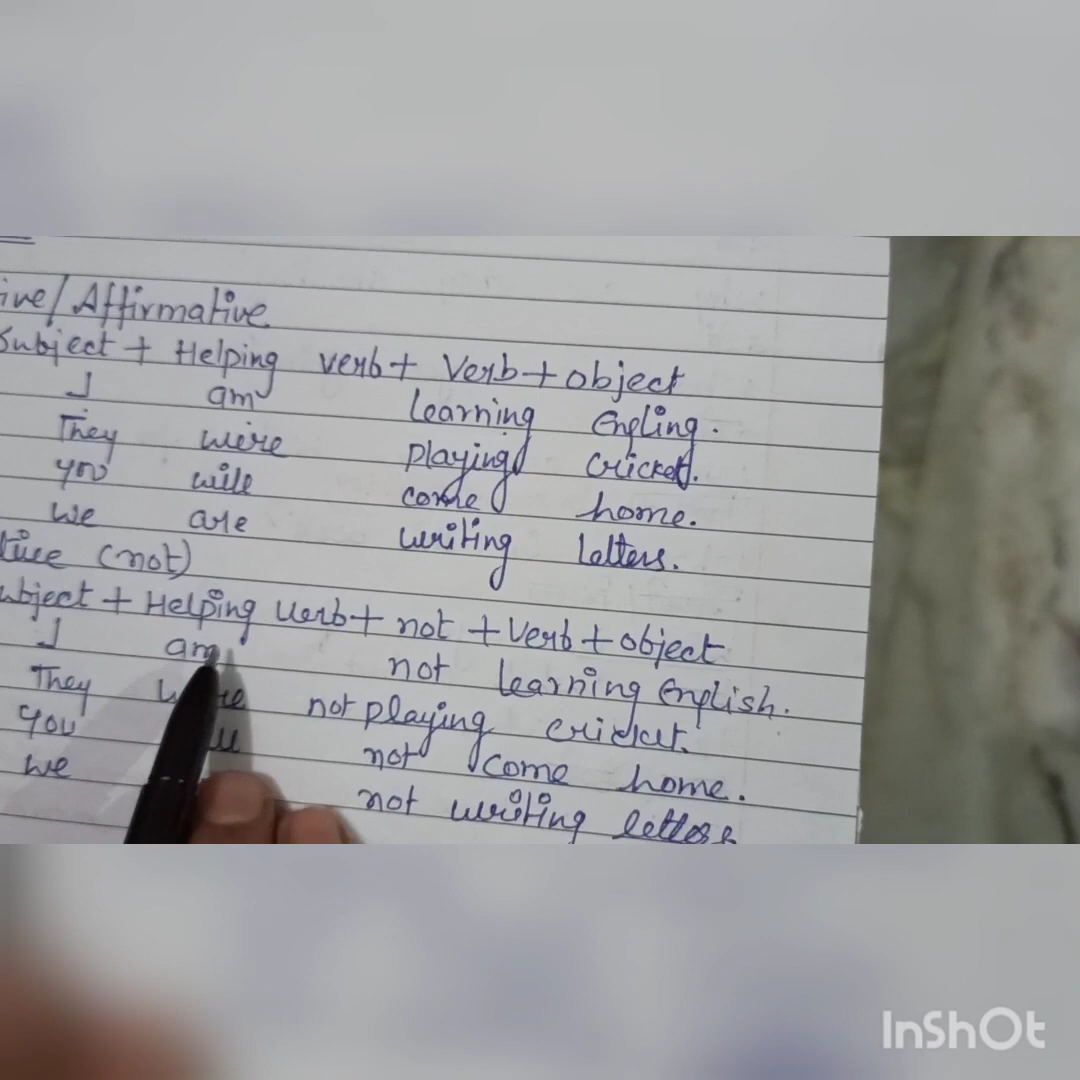 ive/Affirmative
Subject + Helping verb + Verb + object
I am learning Engling.
They were playing cricket.
you will come home.
we are writing letters.
tive (not)
ubject + Helping verb + not + verb + object
I am not learning English.
They were not playing cricket.
you not come home.
we not writing letters
InShOt